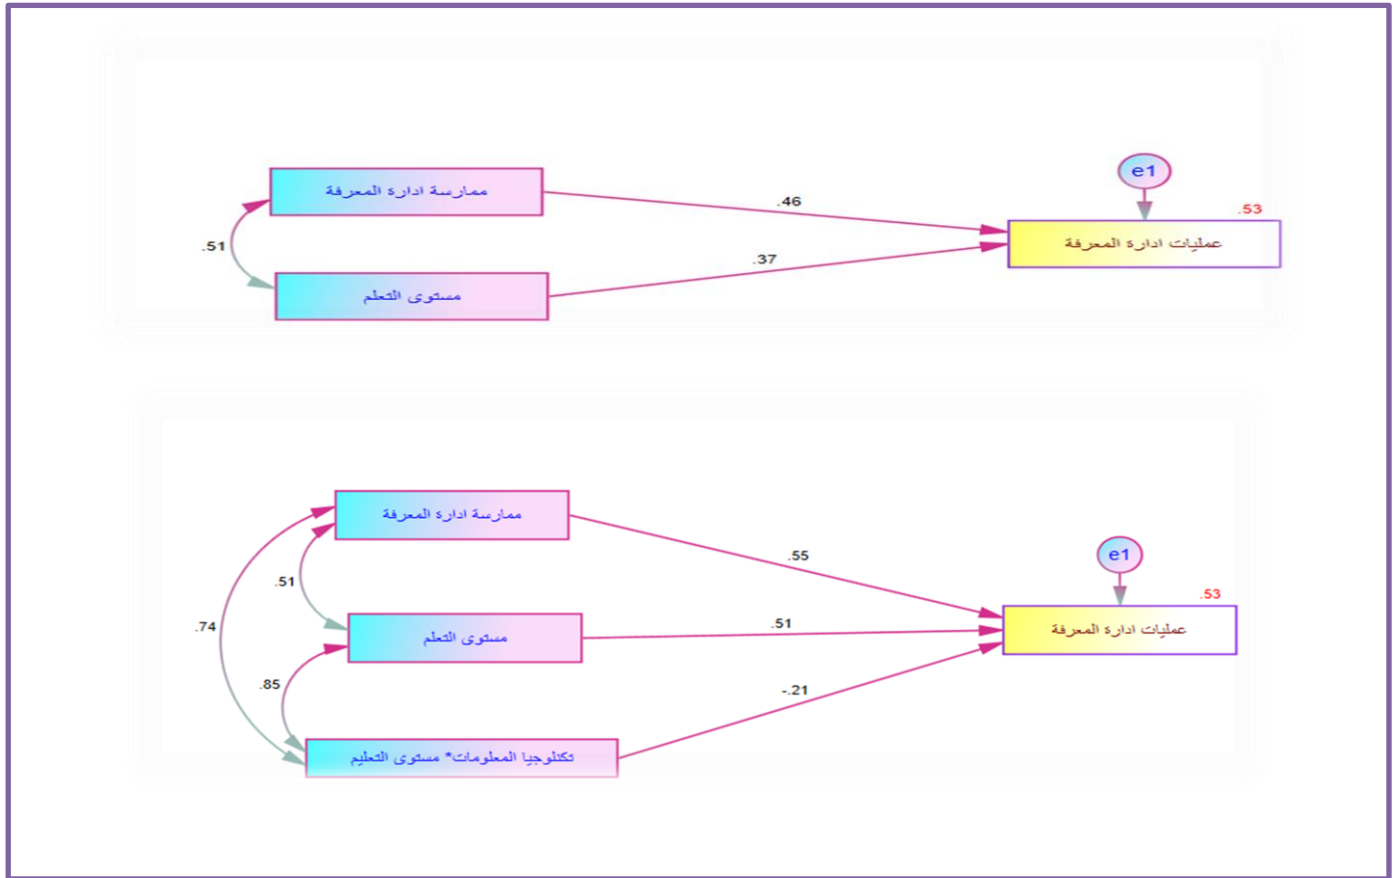 ممارسة ادارة المعرفة
.46
e1
.53
عمليات ادارة المعرفة
.51
.37
مستوى التعلم
ممارسة ادارة المعرفة
.55
e1
.51
.53
.74
مستوى التعلم
.51
عمليات ادارة المعرفة
.85
-.21
تكتلوجيا المعلومات* مستوى التعليم